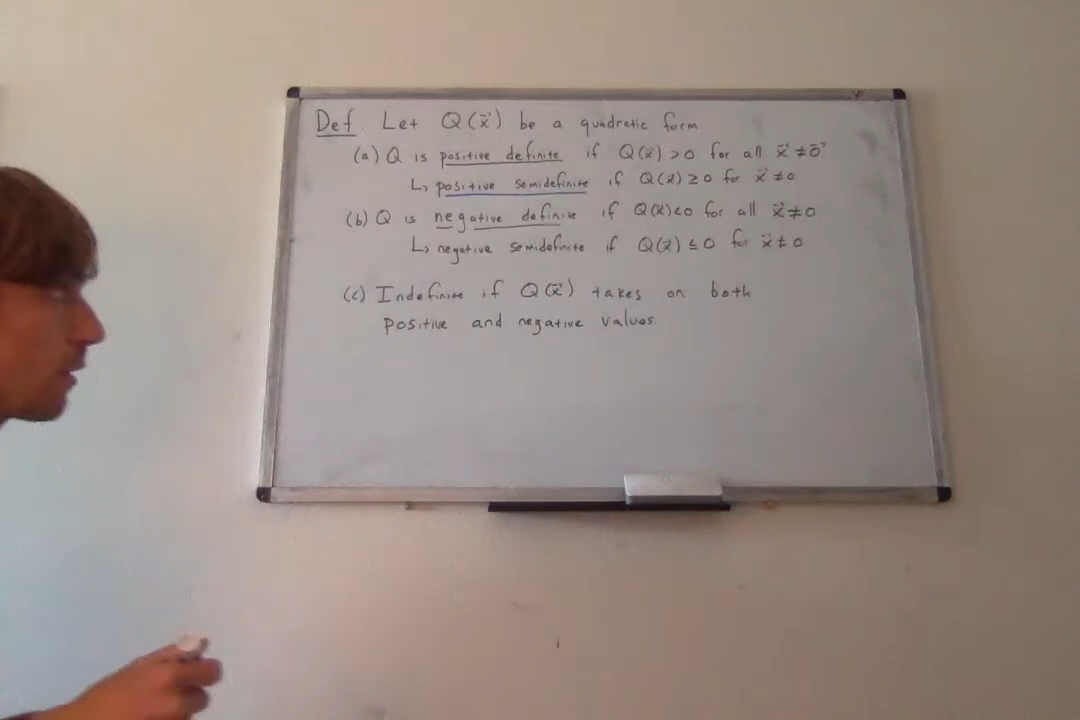 Def. Let Q(x⃗) be a quadratic form
(a) Q is positive definite if Q(x⃗) > 0 for all x⃗ ≠ 0⃗
↳ positive semidefinite if Q(x⃗) ≥ 0 for x⃗ ≠ 0
(b) Q is negative definite if Q(x⃗) < 0 for all x⃗ ≠ 0
↳ negative semidefinite if Q(x⃗) ≤ 0 for x⃗ ≠ 0
(c) Indefinite if Q(x⃗) takes on both
positive and negative values.